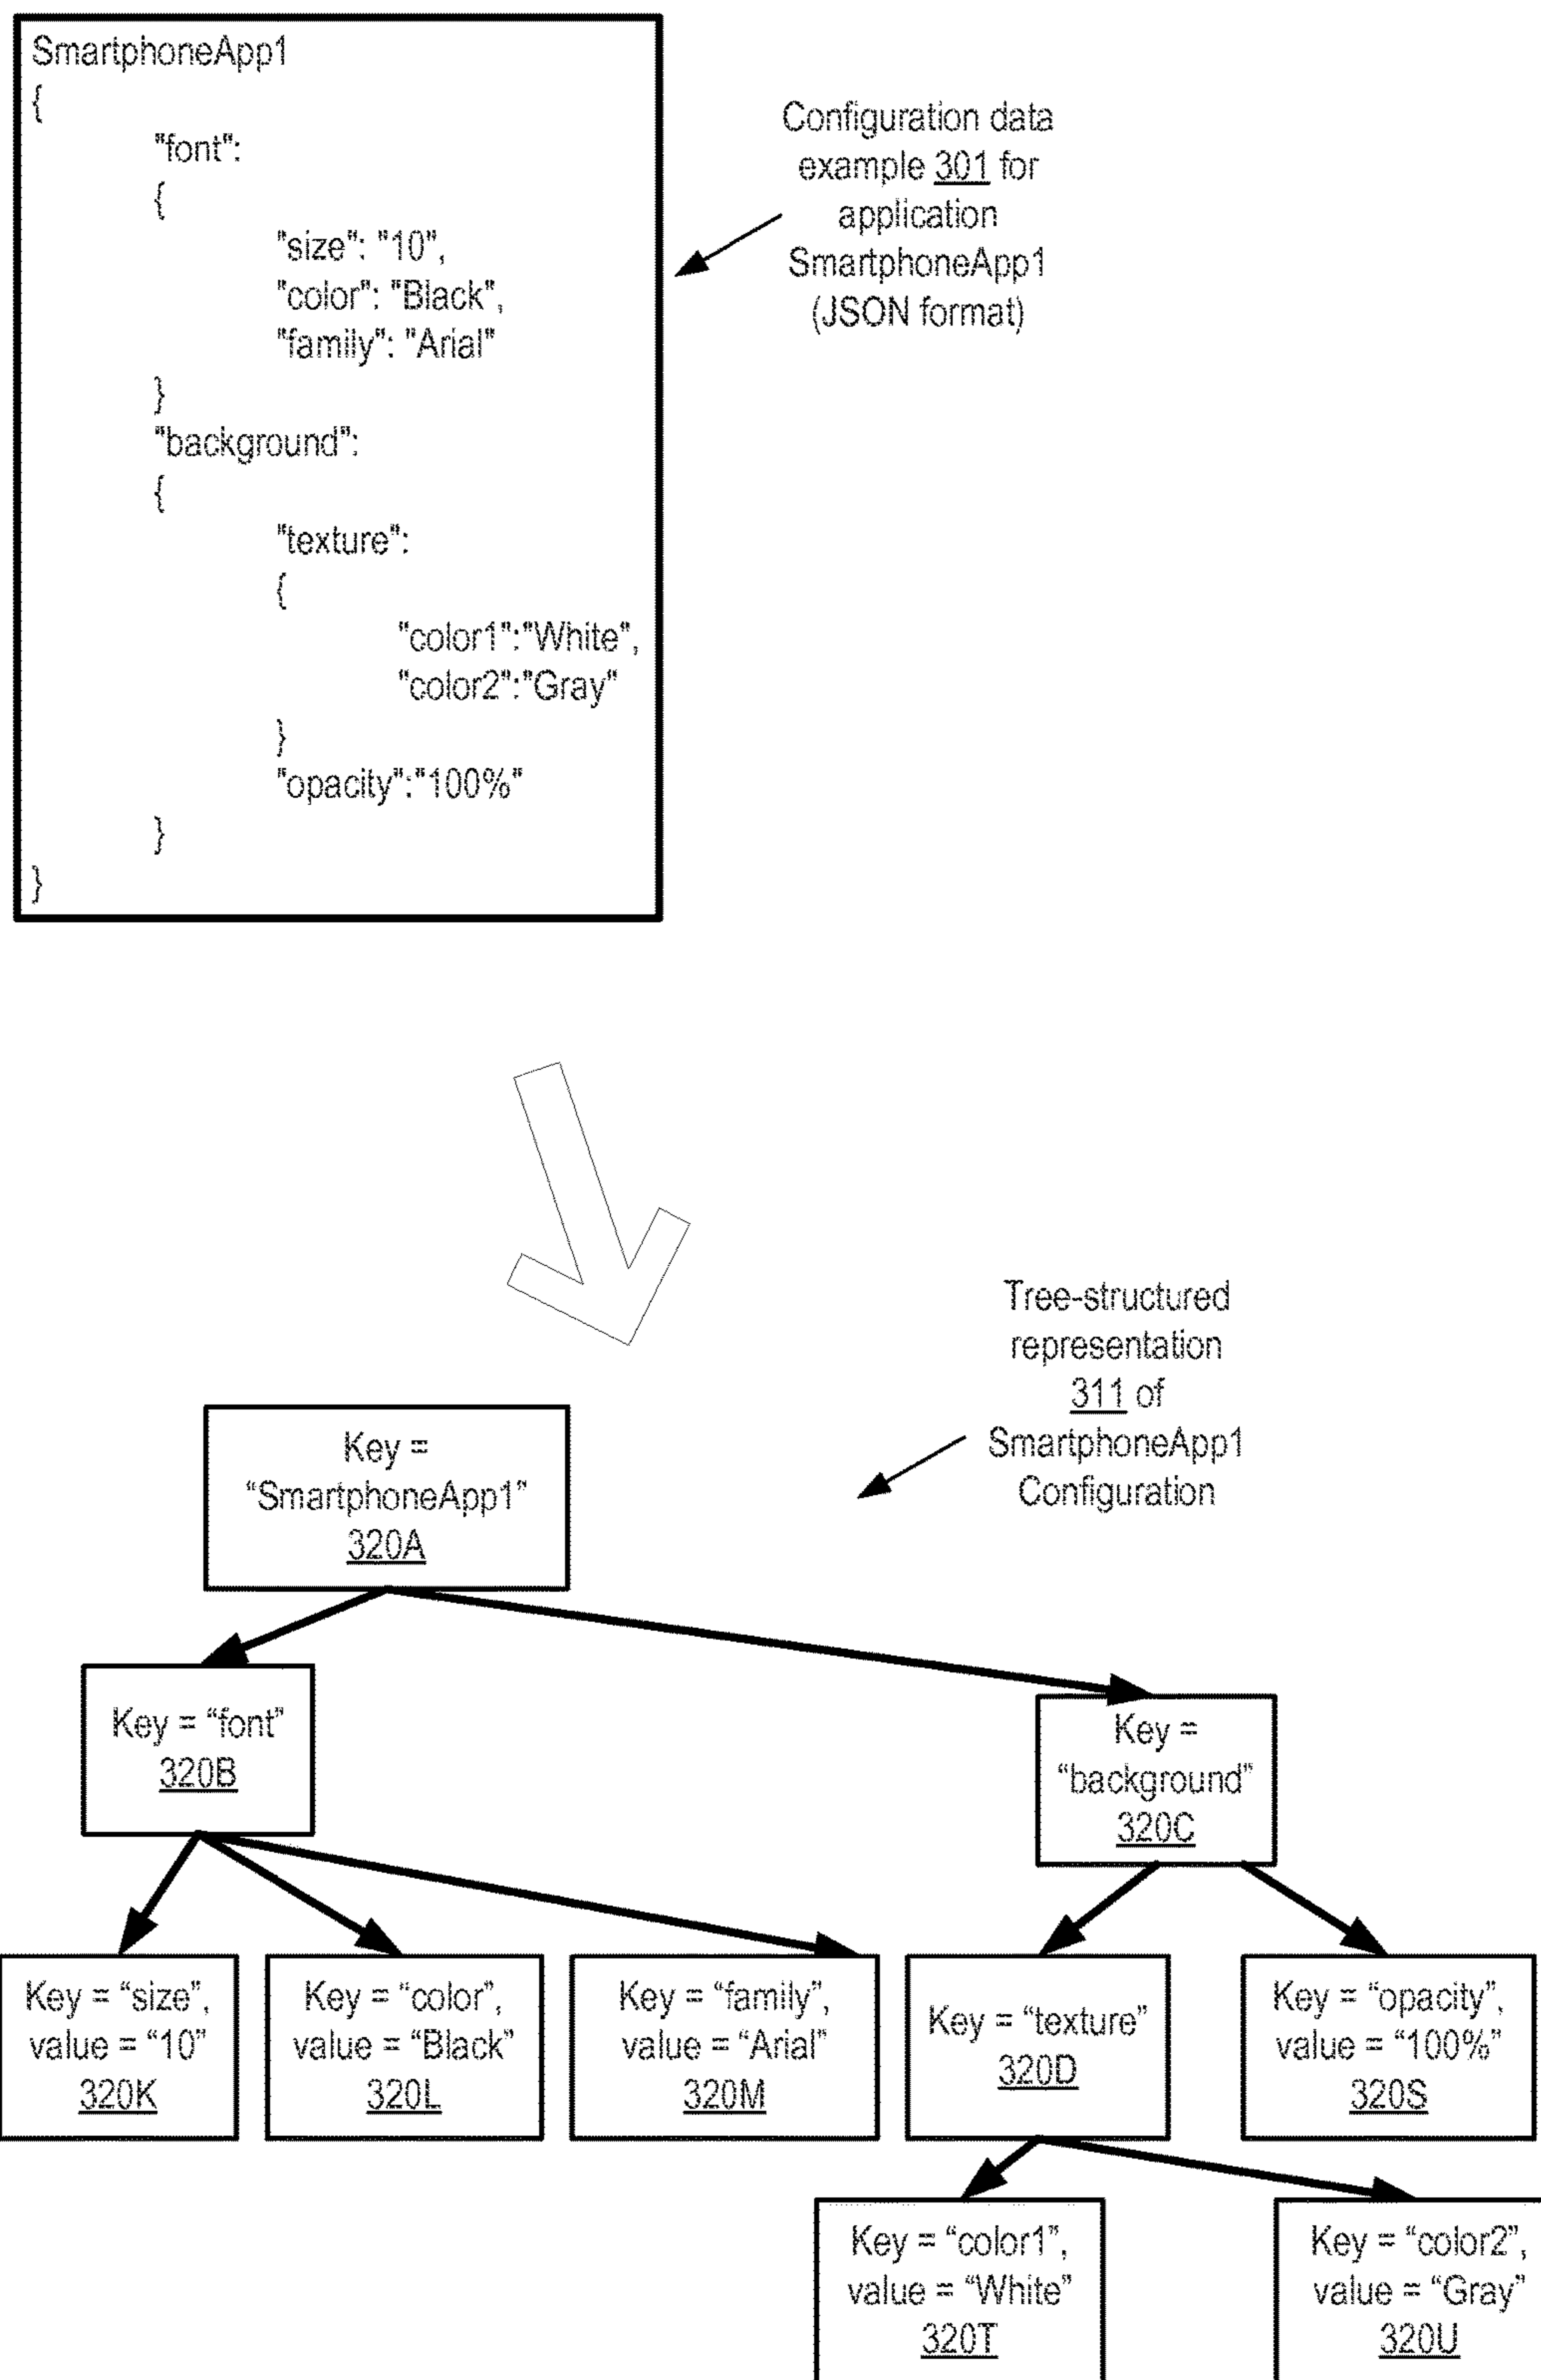 SmartphoneApp1
{
"font":
{
"size": "10",
"color": "Black",
"family": "Arial"
}
"background":
{
"texture":
{
"color1":"White",
"color2":"Gray"
}
"opacity":"100%"
}
}
Configuration data
example 301 for
application
SmartphoneApp1
(JSON format)
Tree-structured
representation
311 of
SmartphoneApp1
Configuration
Key =
“SmartphoneApp1”
320A
Key = “font”
320B
Key =
“background”
320C
Key = “size”,
value = “10”
320K
Key = “color”,
value = “Black”
320L
Key = “family”,
value = “Arial”
320M
Key = “texture”
320D
Key = “opacity”,
value = “100%”
320S
Key = “color1”,
value = “White”
320T
Key = “color2”,
value = “Gray”
320U